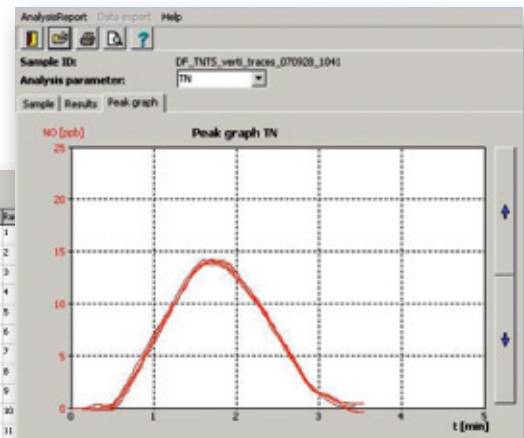 AnalysisReport Data export Help
Sample ID: DF_TNTS_verti_traces_070928_1041
Analysis parameter: TN
Sample Results Peak graph
NO [ppb] Peak graph TN
25
20
15
10
5
0
0 1 2 3 4 5
t [min]
1
2
3
4
5
6
7
8
9
10
11